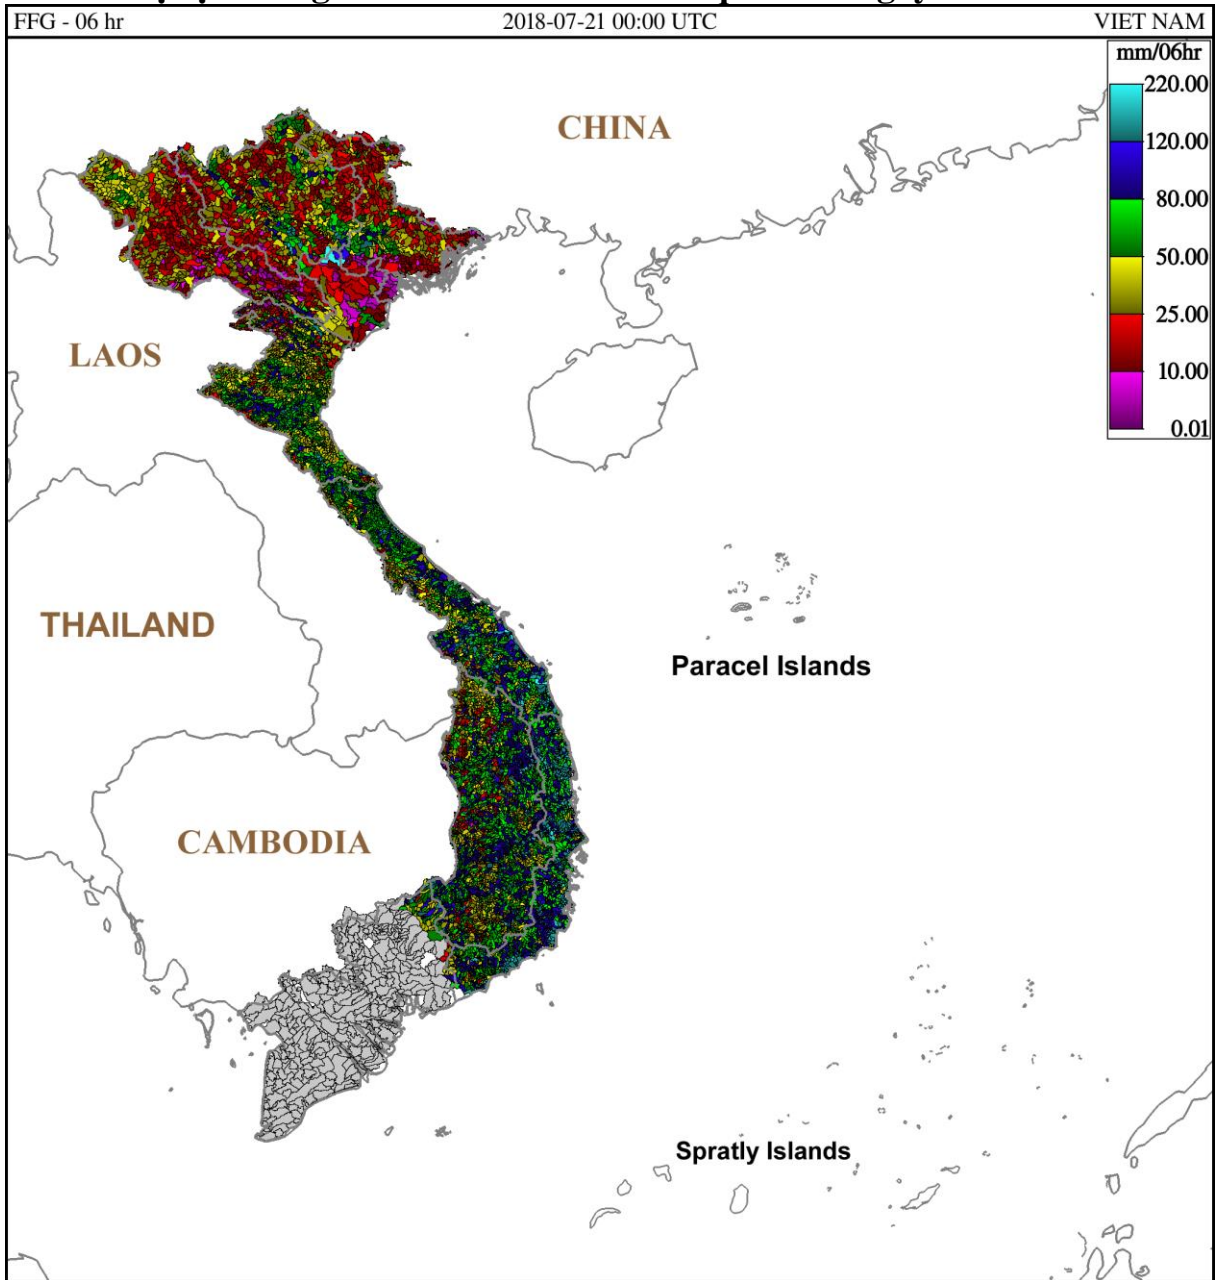 FFG - 06 hr 2018-07-21 00:00 UTC VIET NAM
mm/06hr
220.00
120.00
80.00
50.00
25.00
10.00
0.01
CHINA
LAOS
THAILAND
Paracel Islands
CAMBODIA
Spratly Islands